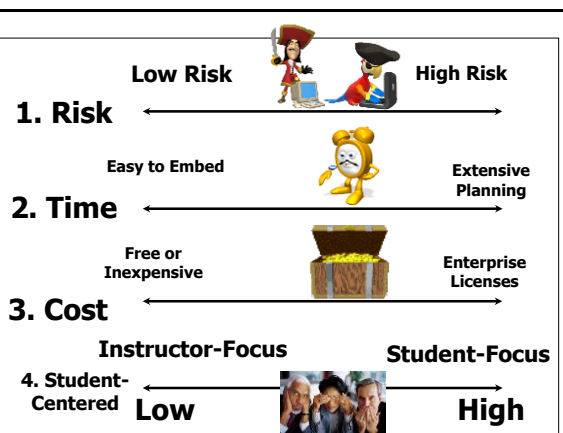 Low Risk
High Risk
1. Risk
Easy to Embed
Extensive
Planning
2. Time
Free or
Inexpensive
Enterprise
Licenses
3. Cost
Instructor-Focus
Student-Focus
4. Student-
Centered
Low
High